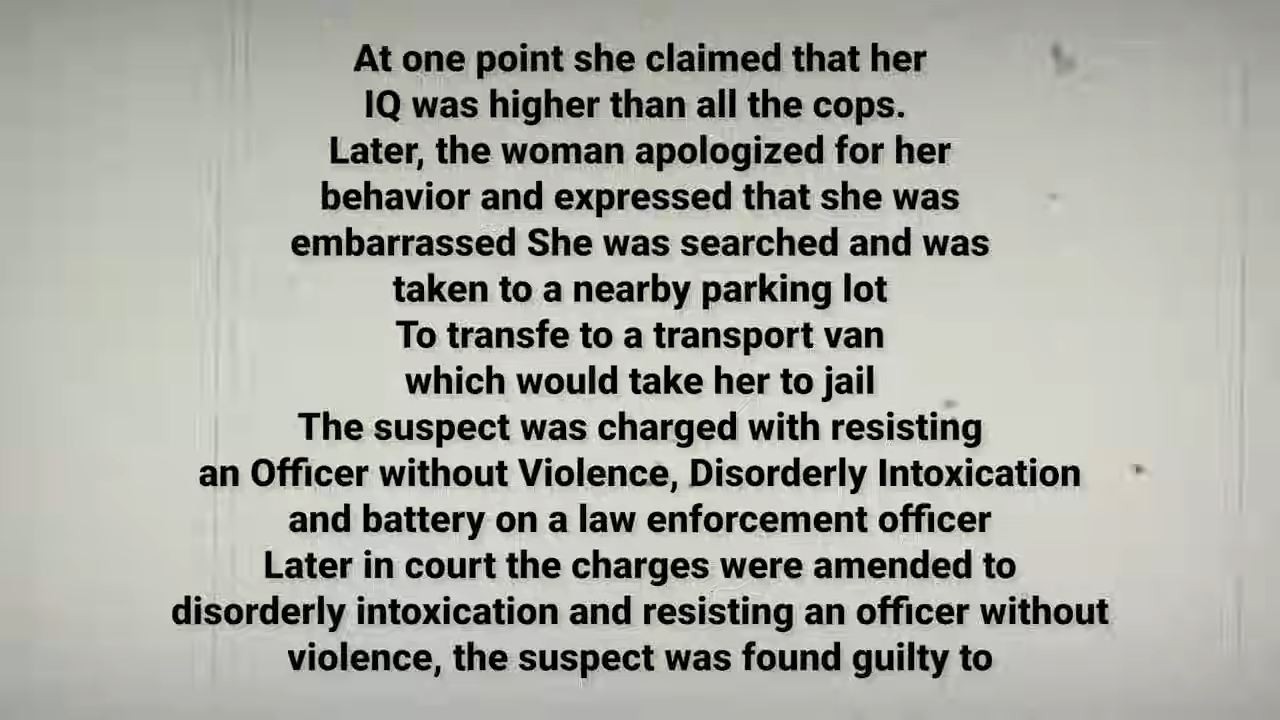 At one point she claimed that her
IQ was higher than all the cops.
Later, the woman apologized for her
behavior and expressed that she was
embarrassed She was searched and was
taken to a nearby parking lot
To transfe to a transport van
which would take her to jail
The suspect was charged with resisting
an Officer without Violence, Disorderly Intoxication
and battery on a law enforcement officer
Later in court the charges were amended to
disorderly intoxication and resisting an officer without
violence, the suspect was found guilty to